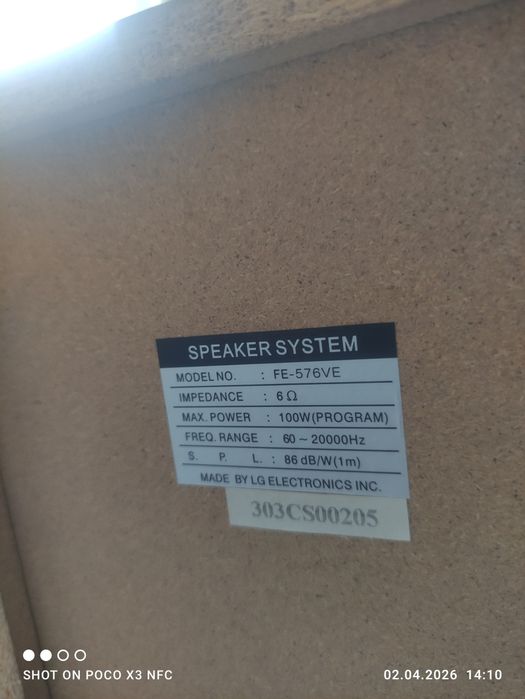 SPEAKER SYSTEM
MODEL NO. : FE-576VE
IMPEDANCE : 6 Ω
MAX. POWER : 100W(PROGRAM)
FREQ. RANGE : 60 ~ 20000Hz
S. P. L. : 86 dB/W(1m)
MADE BY LG ELECTRONICS INC.
303CS00205
SHOT ON POCO X3 NFC
02.04.2026 14:10